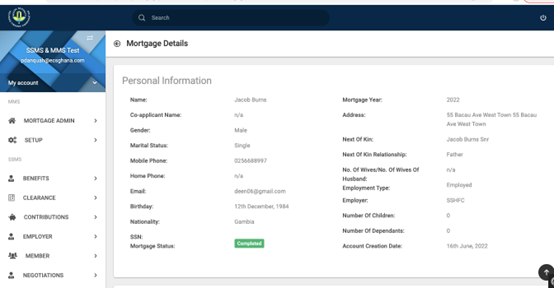 Search
SSMS & MMS Test
pdanquah@ecsghana.com
My account
MMS
MORTGAGE ADMIN
SETUP
SSMS
BENEFITS
CLEARANCE
CONTRIBUTIONS
EMPLOYER
MEMBER
NEGOTIATIONS
Mortgage Details
Personal Information
Name: Jacob Burns
Co-applicant Name: n/a
Gender: Male
Marital Status: Single
Mobile Phone: 0256688997
Home Phone: n/a
Email: deen06@gmail.com
Birthday: 12th December, 1984
Nationality: Gambia
SSN:
Mortgage Status: Completed
Mortgage Year: 2022
Address: 55 Bacau Ave West Town 55 Bacau
Ave West Town
Next Of Kin: Jacob Burns Snr
Next Of Kin Relationship: Father
No. Of Wives/No. Of Wives Of n/a
Husband:
Employment Type: Employed
Employer: SSHFC
Number Of Children: 0
Number Of Dependants: 0
Account Creation Date: 16th June, 2022